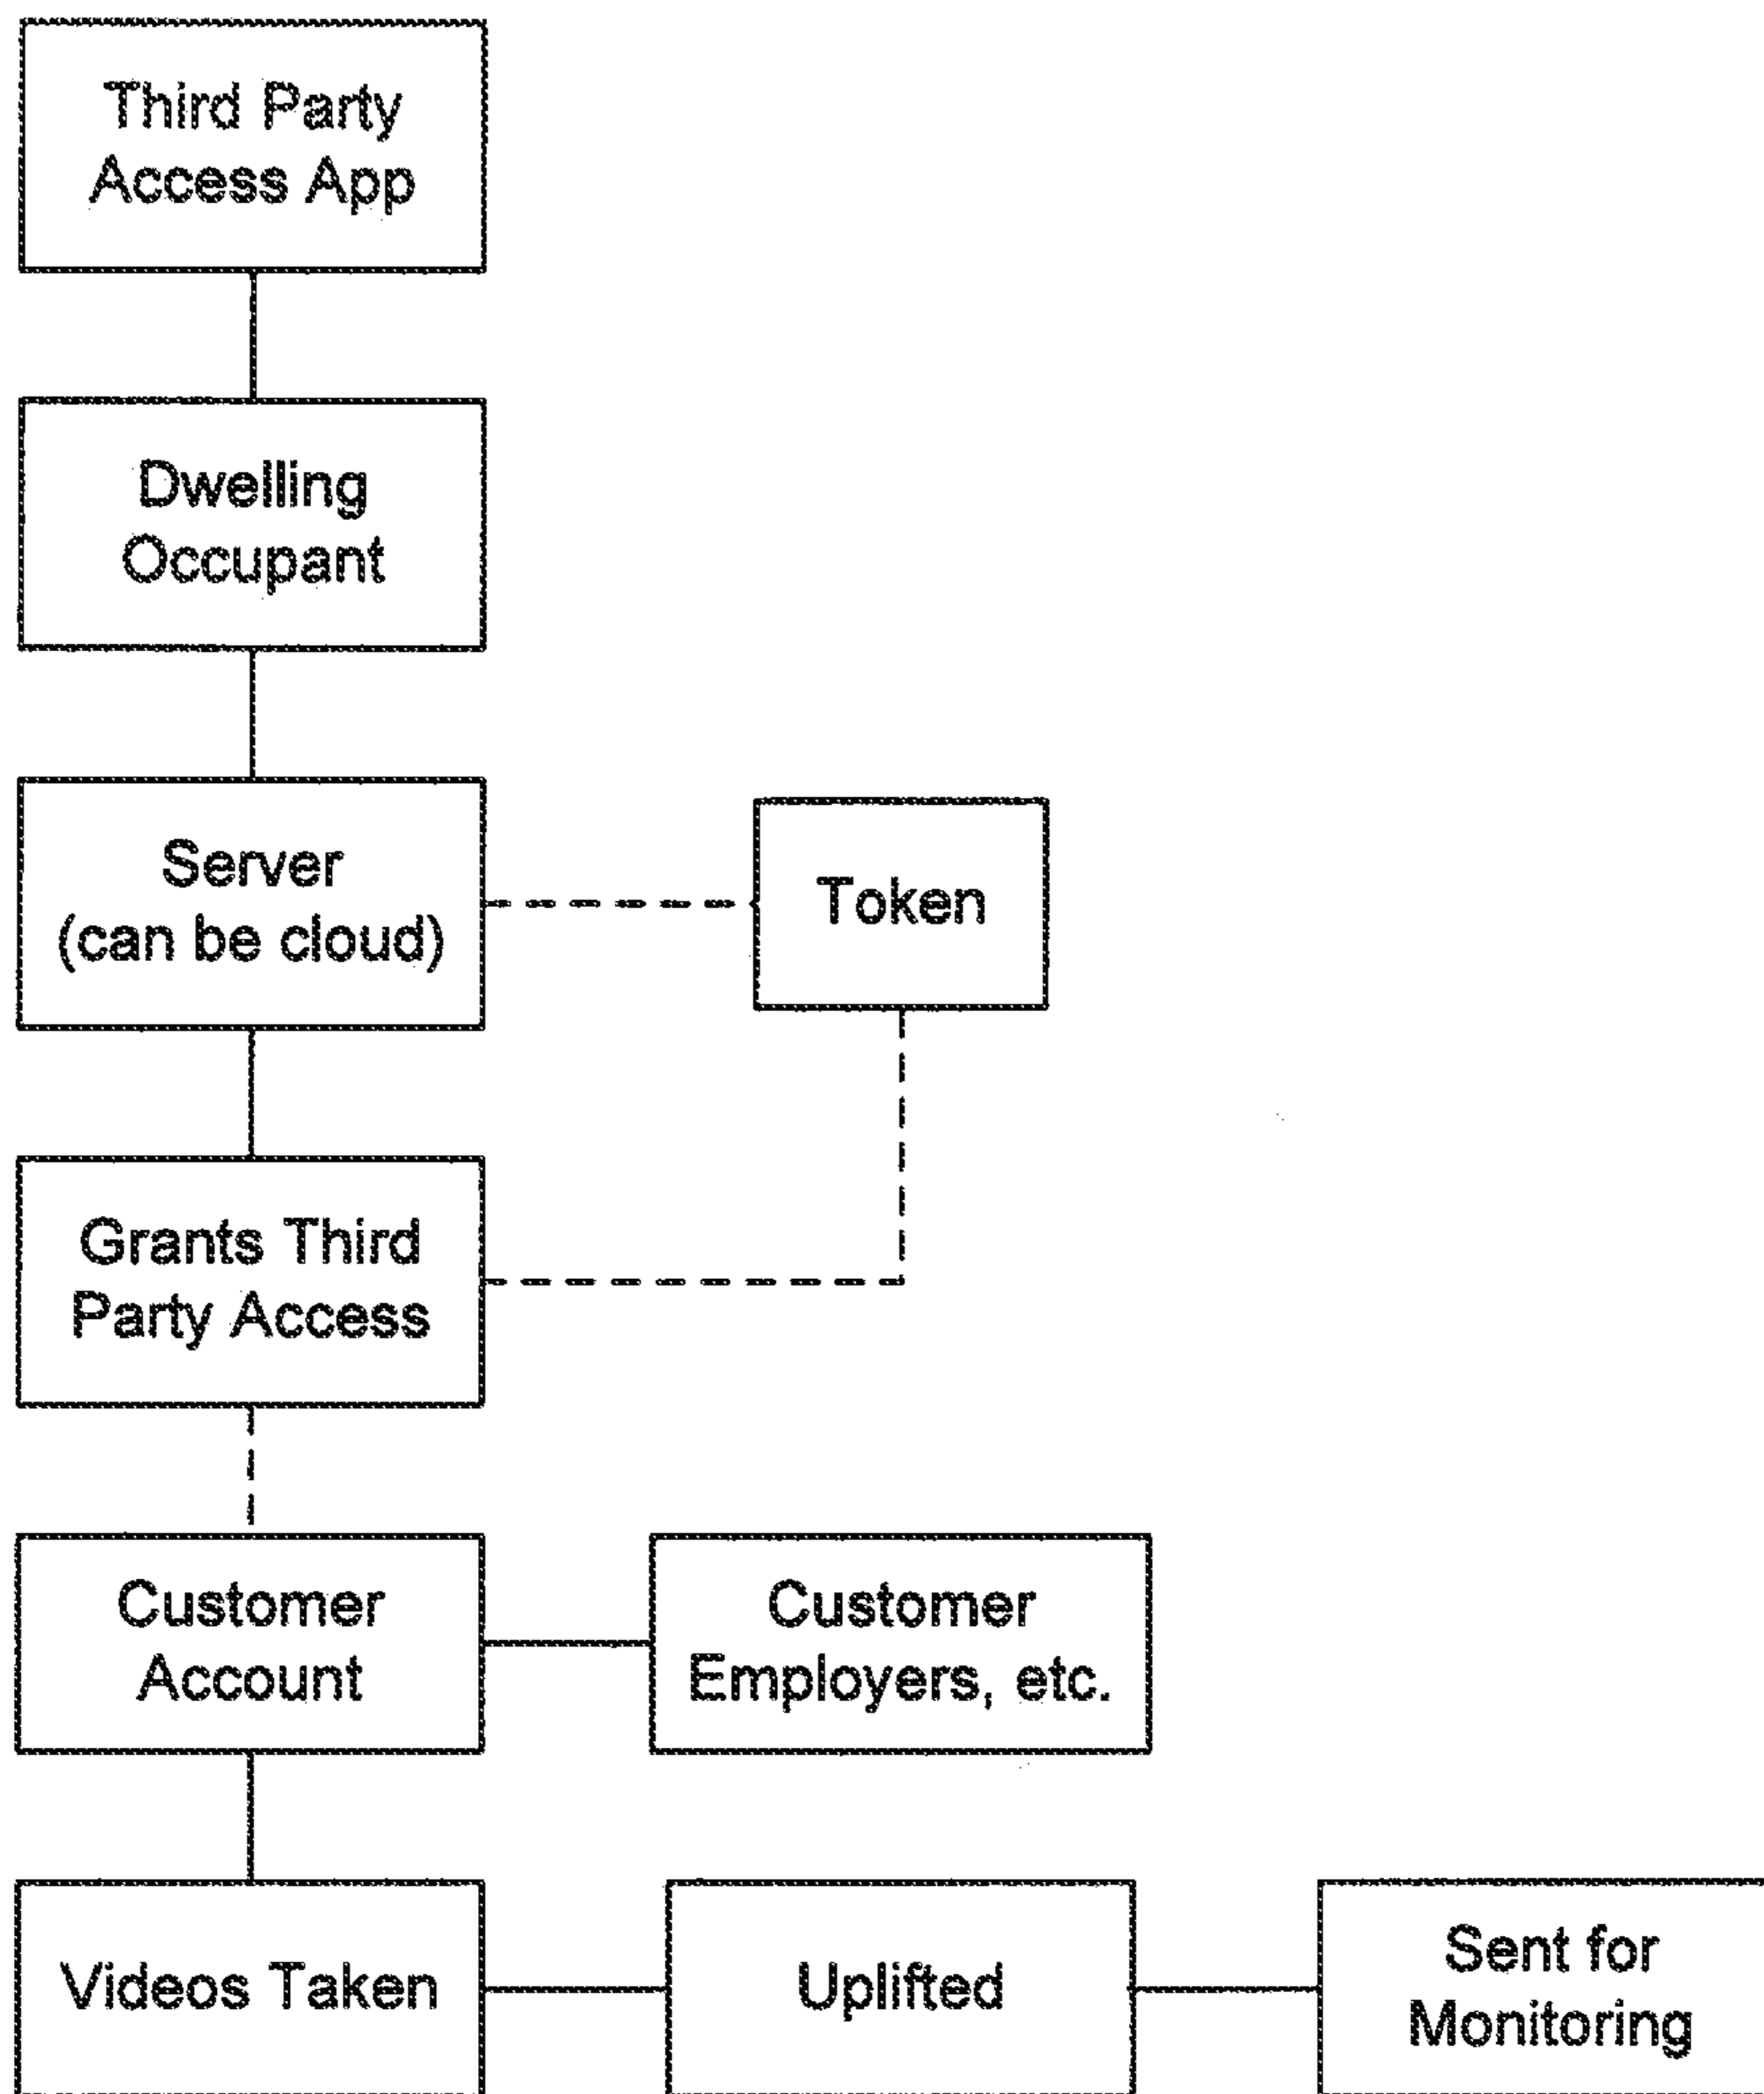 Third Party
Access App
Dwelling
Occupant
Server
(can be cloud)
Token
Grants Third
Party Access
Customer
Account
Customer
Employers, etc.
Videos Taken
Uplifted
Sent for
Monitoring